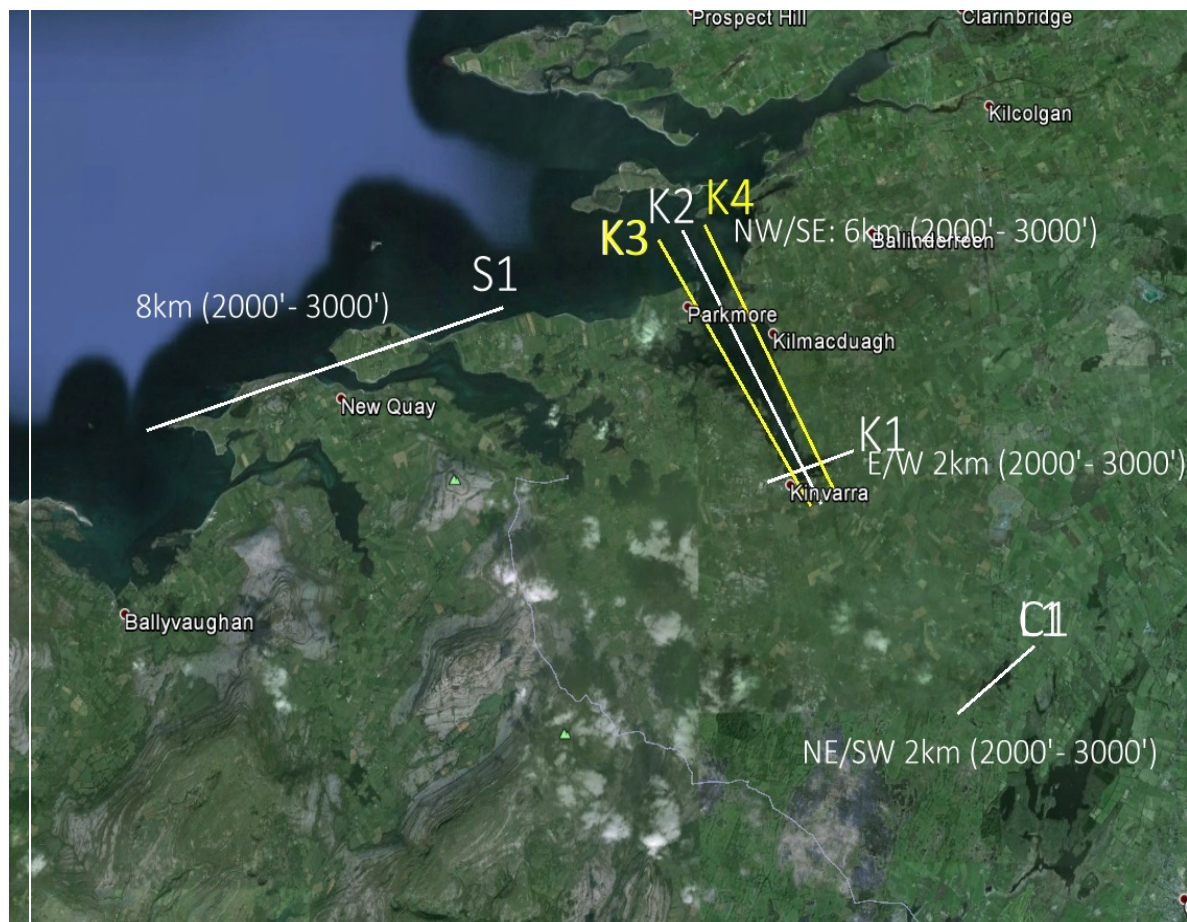 Prospect Hill
Clarinbridge
Kilcolgan
K2
K4
K3
NW/SE: 6km (2000'- 3000')
Ballinderreen
S1
8km (2000'- 3000')
Parkmore
Kilmacduagh
New Quay
K1
E/W 2km (2000'- 3000')
Kinvarra
Ballyvaughan
C1
NE/SW 2km (2000'- 3000')